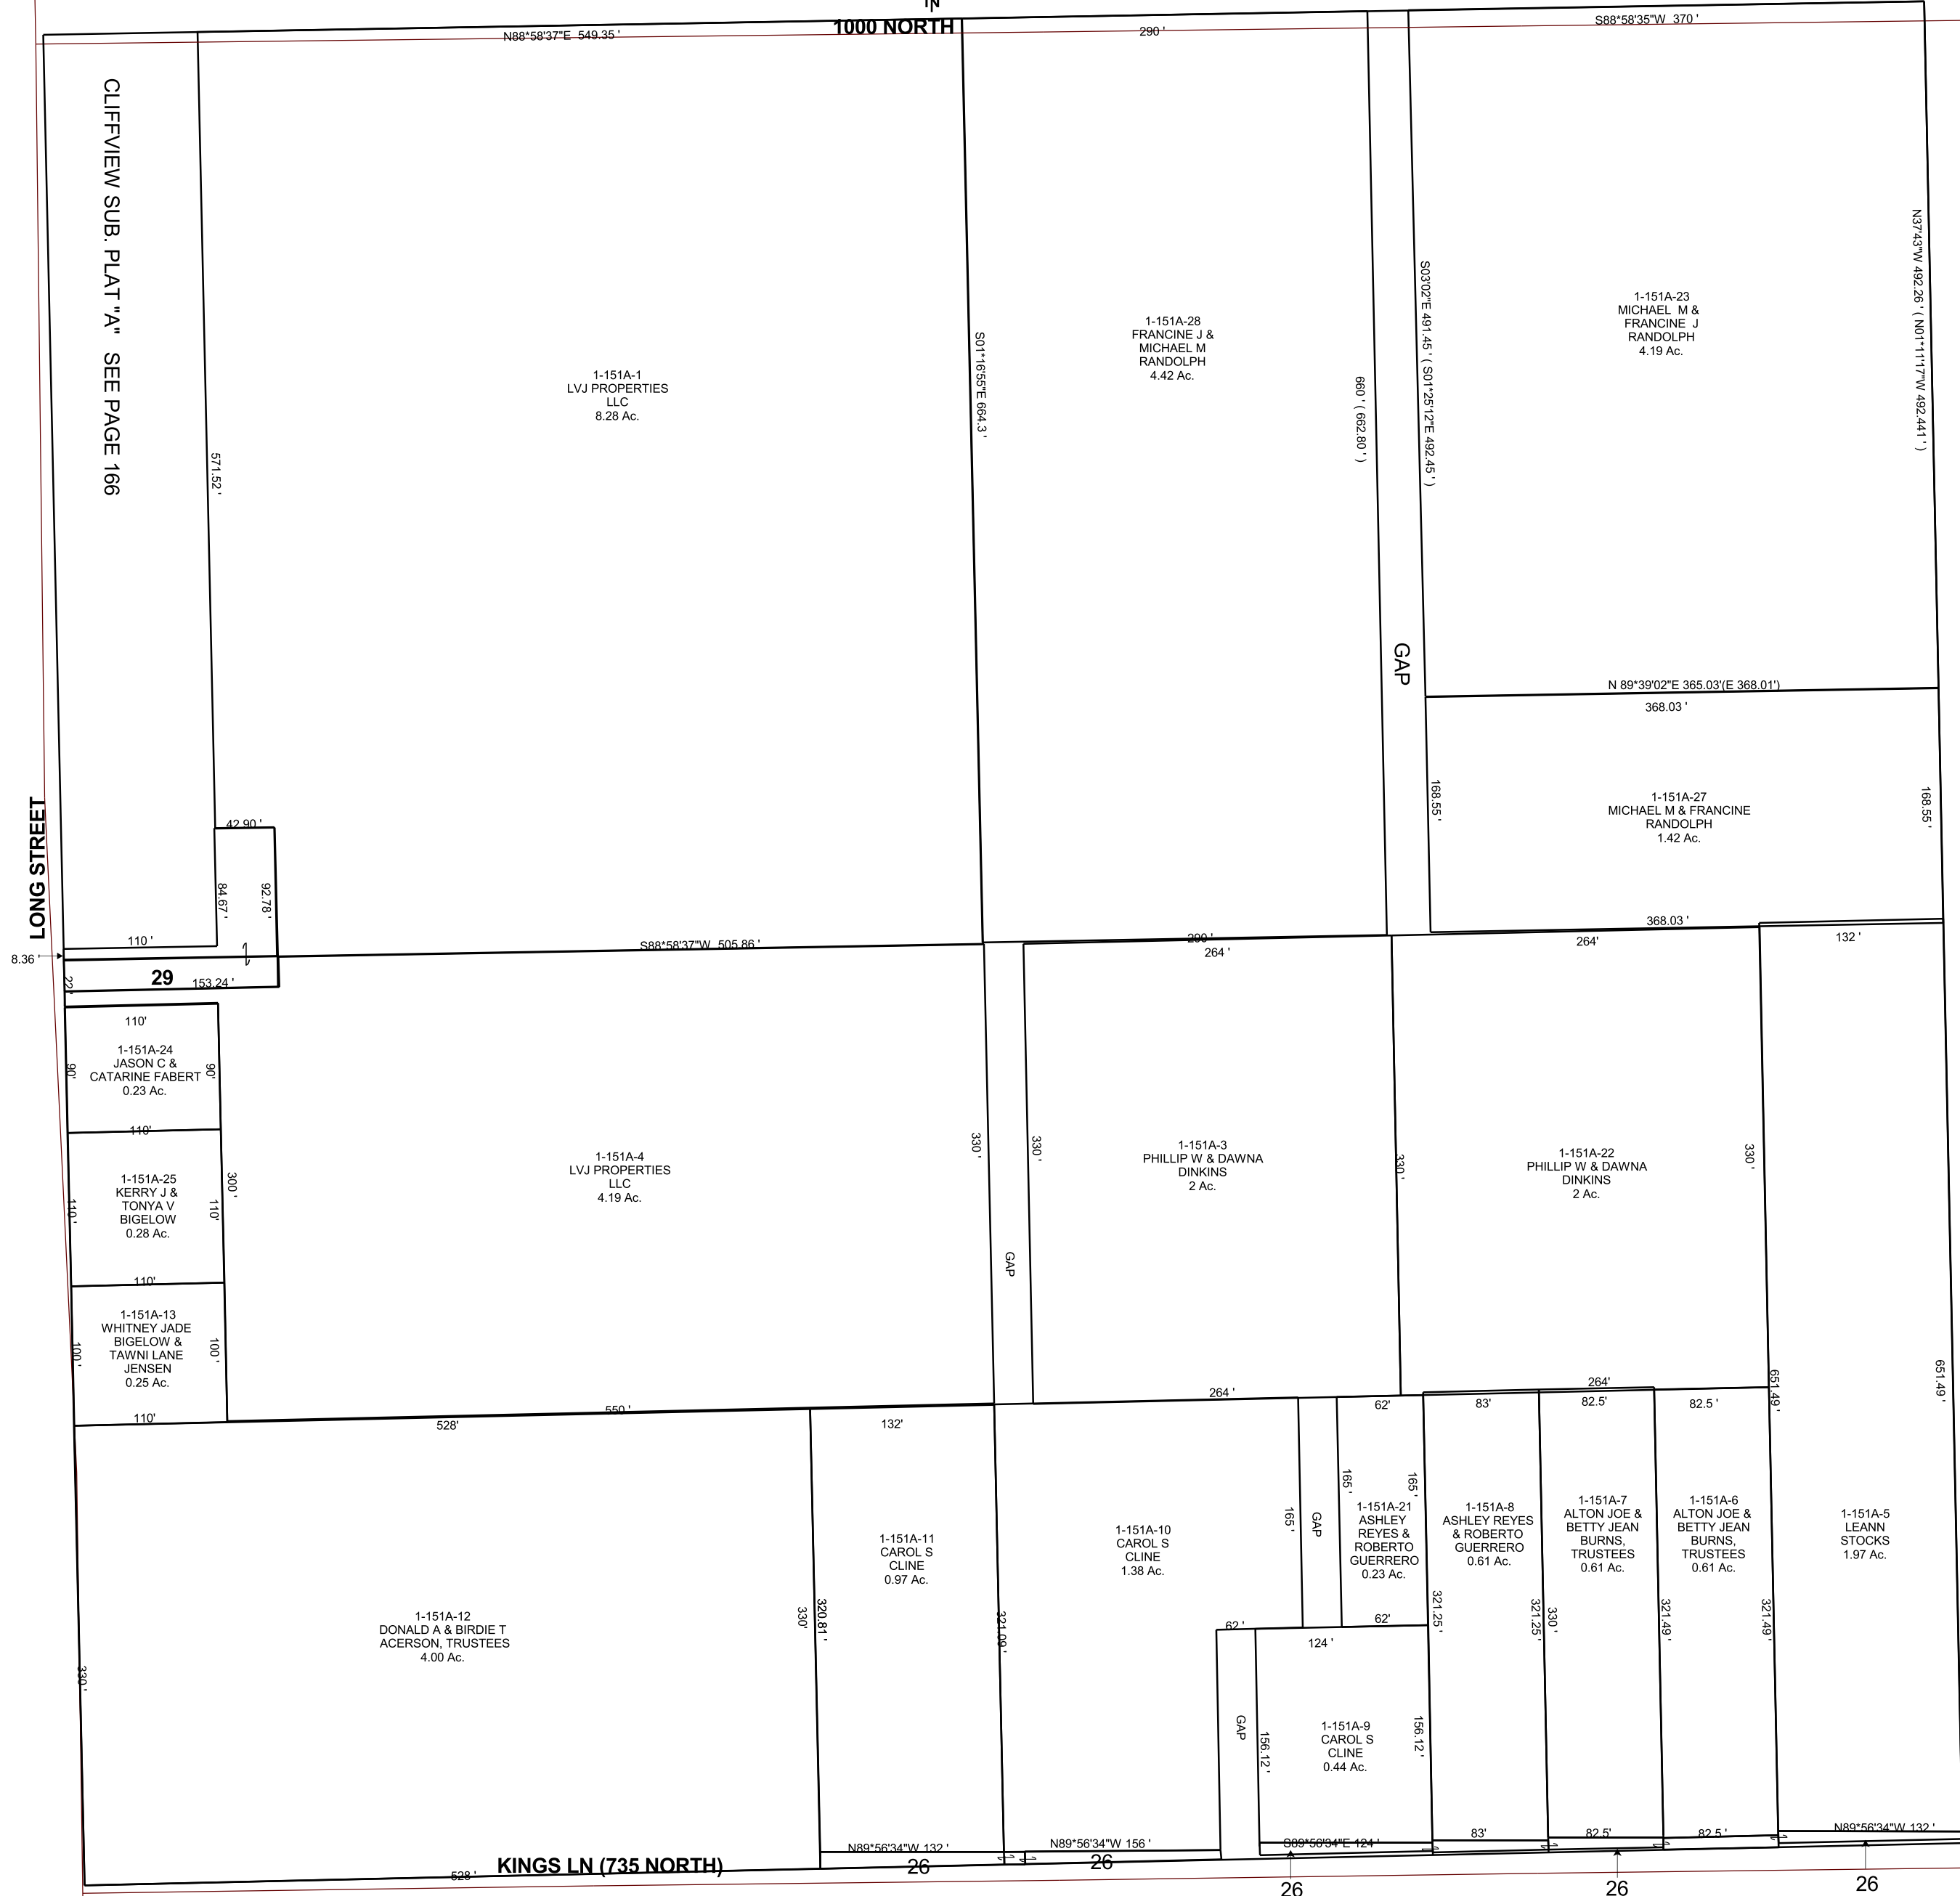 N
1000 NORTH
N88*58'37"E 549.35 '
290 '
S88*58'35"W 370 '
CLIFFVIEW SUB. PLAT "A" SEE PAGE 166
571.52 '
1-151A-1
LVJ PROPERTIES
LLC
8.28 Ac.
S01*16'55"E 664.3 '
1-151A-28
FRANCINE J &
MICHAEL M
RANDOLPH
4.42 Ac.
660 ' ( 662.80 ' )
GAP
S03'02"E 491.45 ' ( S01*25'12"E 492.45 ' )
1-151A-23
MICHAEL M &
FRANCINE J
RANDOLPH
4.19 Ac.
N37'43"W 492.26 ' ( N01*11'17"W 492.441 ' )
N 89*39'02"E 365.03'(E 368.01')
368.03 '
168.55 '
1-151A-27
MICHAEL M & FRANCINE
RANDOLPH
1.42 Ac.
168.55 '
368.03 '
LONG STREET
42.90 '
84.67 '
92.78 '
110 '
8.36 '
22'
29
153.24 '
S88*58'37"W 505.86 '
290 '
264 '
264'
132 '
110'
1-151A-24
JASON C &
CATARINE FABERT
0.23 Ac.
90'
90'
110'
1-151A-25
KERRY J &
TONYA V
BIGELOW
0.28 Ac.
110 '
110'
300 '
110'
1-151A-13
WHITNEY JADE
BIGELOW &
TAWNI LANE
JENSEN
0.25 Ac.
100 '
100 '
110'
1-151A-4
LVJ PROPERTIES
LLC
4.19 Ac.
330 '
GAP
330 '
1-151A-3
PHILLIP W & DAWNA
DINKINS
2 Ac.
330 '
1-151A-22
PHILLIP W & DAWNA
DINKINS
2 Ac.
330 '
651.49 '
651.49 '
550 '
528'
132'
264 '
62'
264'
83'
82.5'
82.5 '
330 '
1-151A-12
DONALD A & BIRDIE T
ACERSON, TRUSTEES
4.00 Ac.
330'
320.81 '
1-151A-11
CAROL S
CLINE
0.97 Ac.
321.09 '
1-151A-10
CAROL S
CLINE
1.38 Ac.
165 '
GAP
165 '
165 '
1-151A-21
ASHLEY
REYES &
ROBERTO
GUERRERO
0.23 Ac.
62'
62 '
124 '
GAP
156.12 '
1-151A-9
CAROL S
CLINE
0.44 Ac.
156.12 '
321.25 '
1-151A-8
ASHLEY REYES
& ROBERTO
GUERRERO
0.61 Ac.
321.25 '
330 '
1-151A-7
ALTON JOE &
BETTY JEAN
BURNS,
TRUSTEES
0.61 Ac.
321.49 '
1-151A-6
ALTON JOE &
BETTY JEAN
BURNS,
TRUSTEES
0.61 Ac.
321.49 '
1-151A-5
LEANN
STOCKS
1.97 Ac.
528 '
KINGS LN (735 NORTH)
N89*56'34"W 132 '
26
N89*56'34"W 156 '
26
S89*56'34"E 124 '
83'
82.5'
82.5 '
N89*56'34"W 132 '
26
26
26